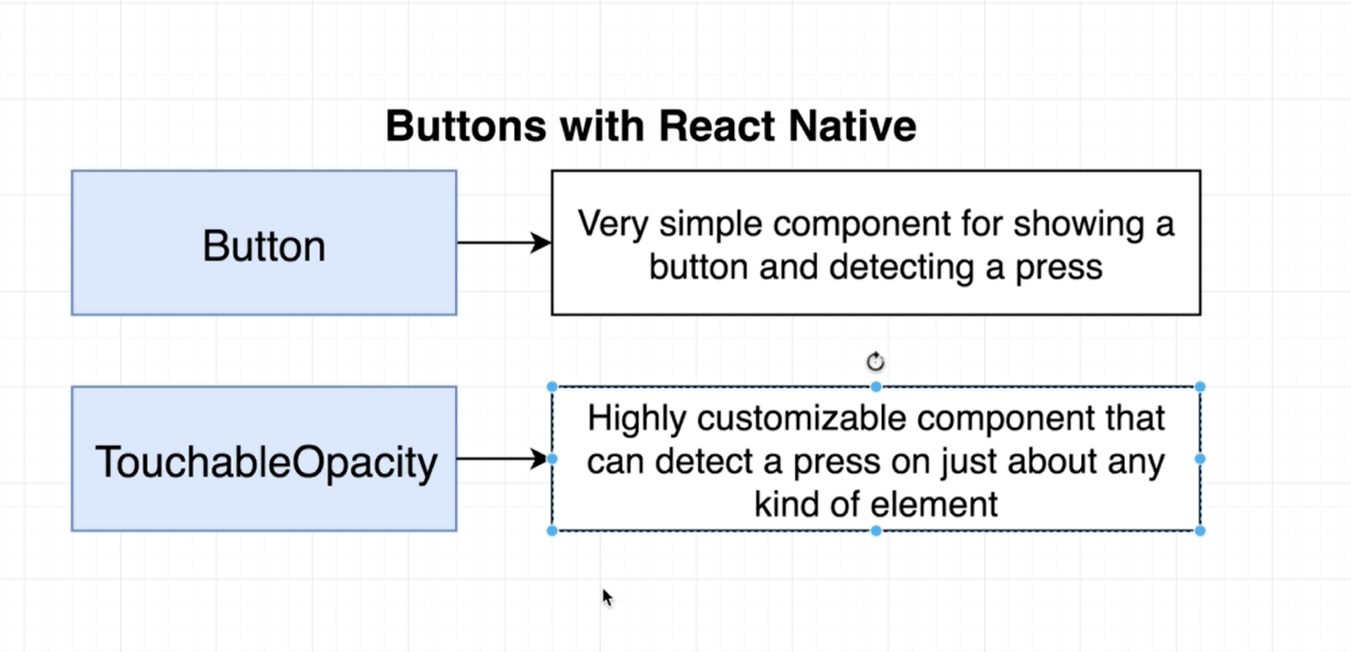 Buttons with React Native
Button
Very simple component for showing a
button and detecting a press
TouchableOpacity
Highly customizable component that
can detect a press on just about any
kind of element